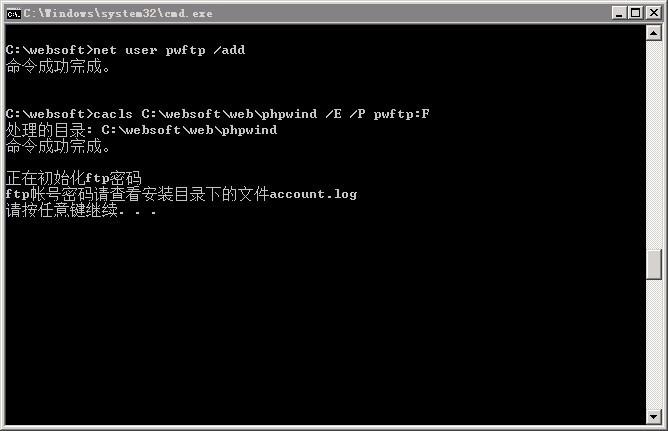 C:\Windows\system32\cmd.exe
C:\websoft>net user pwftp /add
命令成功完成。
C:\websoft>cacls C:\websoft\web\phpwind /E /P pwftp:F
处理的目录: C:\websoft\web\phpwind
命令成功完成。
正在初始化ftp密码
ftp帐号密码请查看安装目录下的文件account.log
请按任意键继续. . .